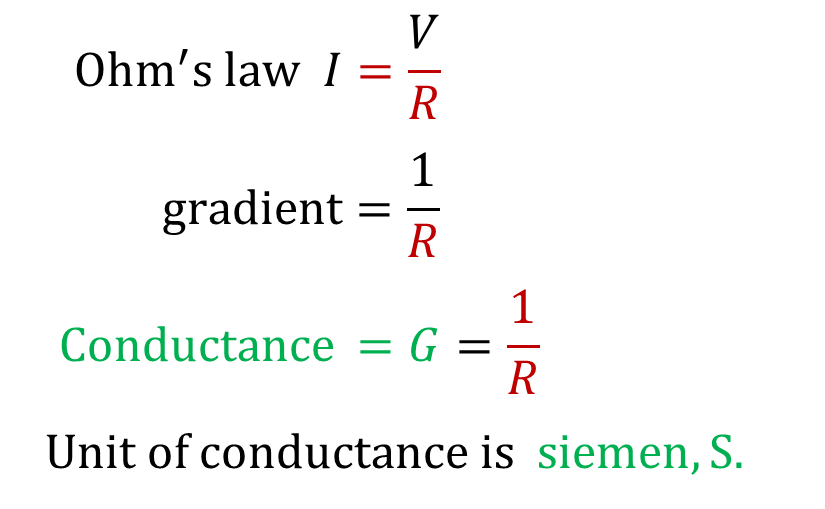 Ohm's law I = V/R
gradient = 1/R
Conductance = G = 1/R
Unit of conductance is siemen, S.